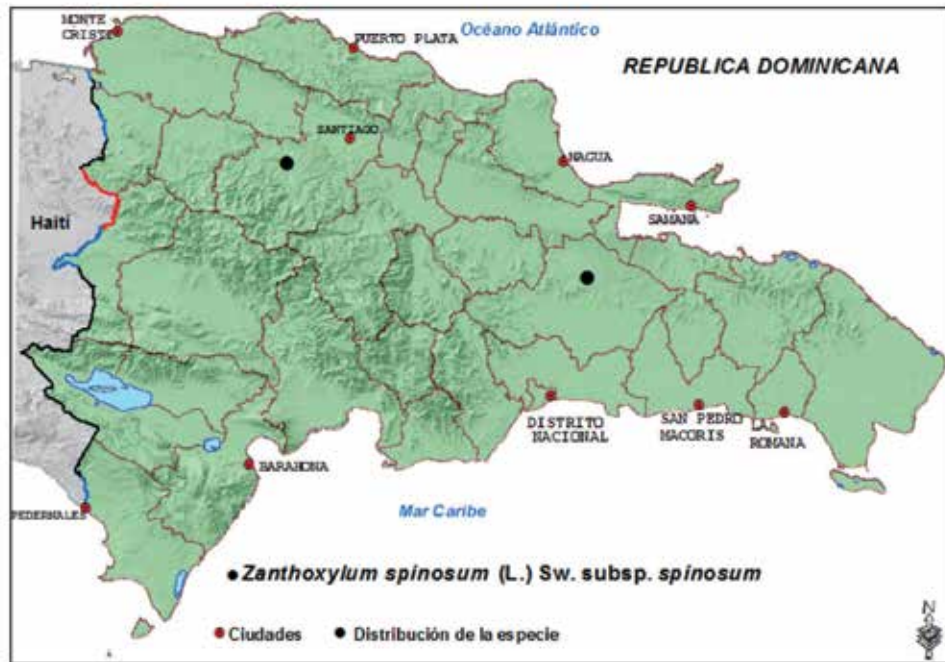 MONTE
CRISTI
Océano Atlántico
PUERTO PLATA
REPUBLICA DOMINICANA
SANTIAGO
NAGUA
SAMANA
Haití
DISTRITO
NACIONAL
SAN PEDRO
MACORIS
LA
ROMANA
BARAHONA
PEDERNALES
Mar Caribe
Zanthoxylum spinosum (L.) Sw. subsp. spinosum
Ciudades
Distribución de la especie